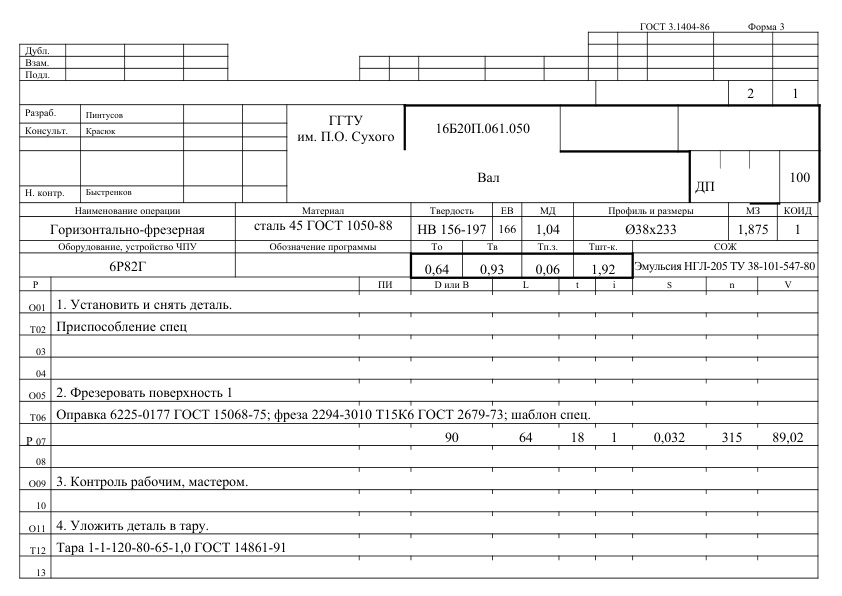 ГОСТ 3.1404-86 Форма 3
Дубл.
Взам.
Подл.
2 1
Разраб. Пинтусов ГГТУ 16Б20П.061.050
Консульт. Красюк им. П.О. Сухого
Вал ДП 100
Н. контр. Быстренков
Наименование операции Материал Твердость ЕВ МД Профиль и размеры МЗ КОИД
Горизонтально-фрезерная сталь 45 ГОСТ 1050-88 НВ 156-197 166 1,04 Ø38х233 1,875 1
Оборудование, устройство ЧПУ Обозначение программы То Тв Тп.з. Тшт-к. СОЖ
6Р82Г 0,64 0,93 0,06 1,92 Эмульсия НГЛ-205 ТУ 38-101-547-80
Р ПИ D или В L t i S n V
О01 1. Установить и снять деталь.
Т02 Приспособление спец
03
04
О05 2. Фрезеровать поверхность 1
Т06 Оправка 6225-0177 ГОСТ 15068-75; фреза 2294-3010 Т15К6 ГОСТ 2679-73; шаблон спец.
Р 07 90 64 18 1 0,032 315 89,02
08
О09 3. Контроль рабочим, мастером.
10
О11 4. Уложить деталь в тару.
Т12 Тара 1-1-120-80-65-1,0 ГОСТ 14861-91
13